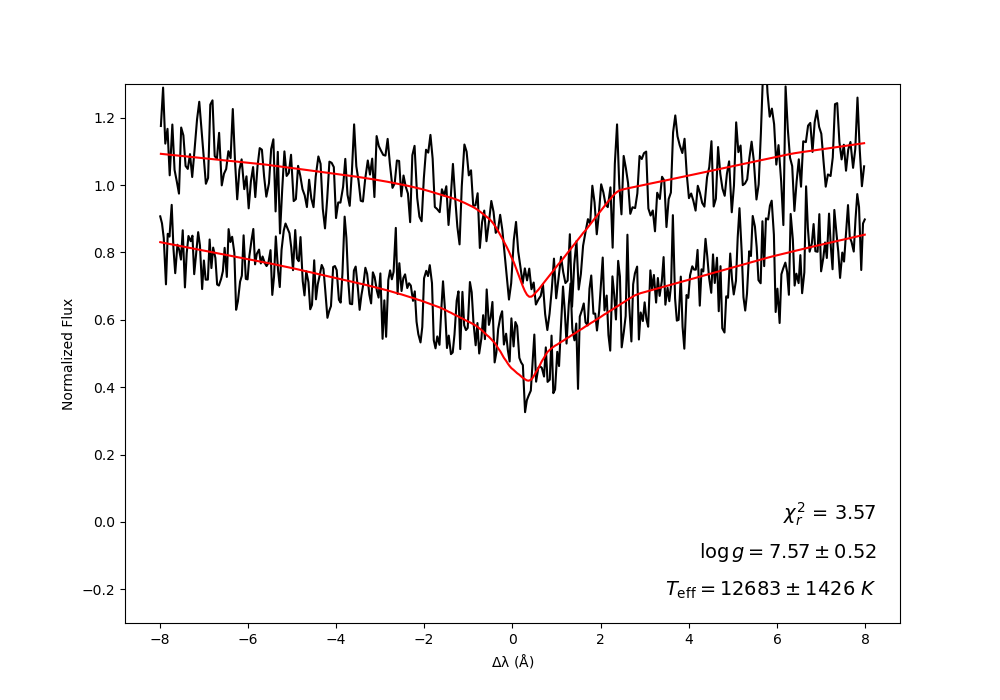 1.2
1.0
0.8
0.6
0.4
0.2
0.0
−0.2
Normalized Flux
χ²ᵣ = 3.57
log g = 7.57 ± 0.52
T_eff = 12683 ± 1426 K
−8 −6 −4 −2 0 2 4 6 8
Δλ (Å)